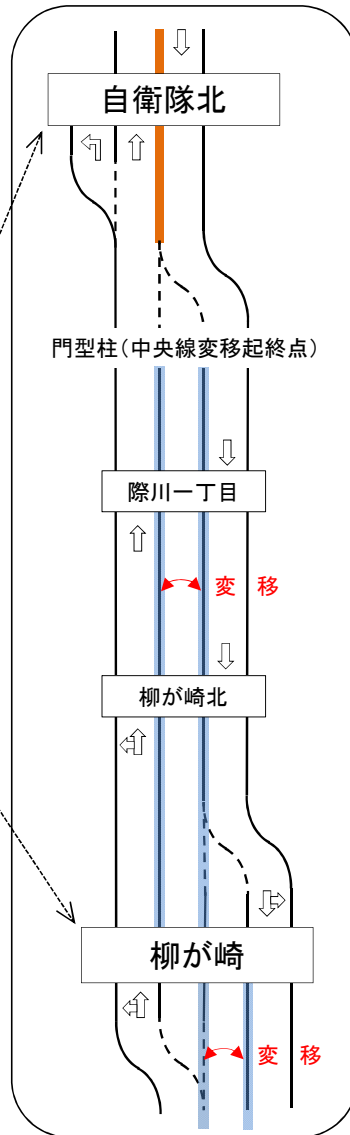 自衛隊北
門型柱（中央線変移起終点）
際川一丁目
変　移
柳が崎北
柳が崎
変　移